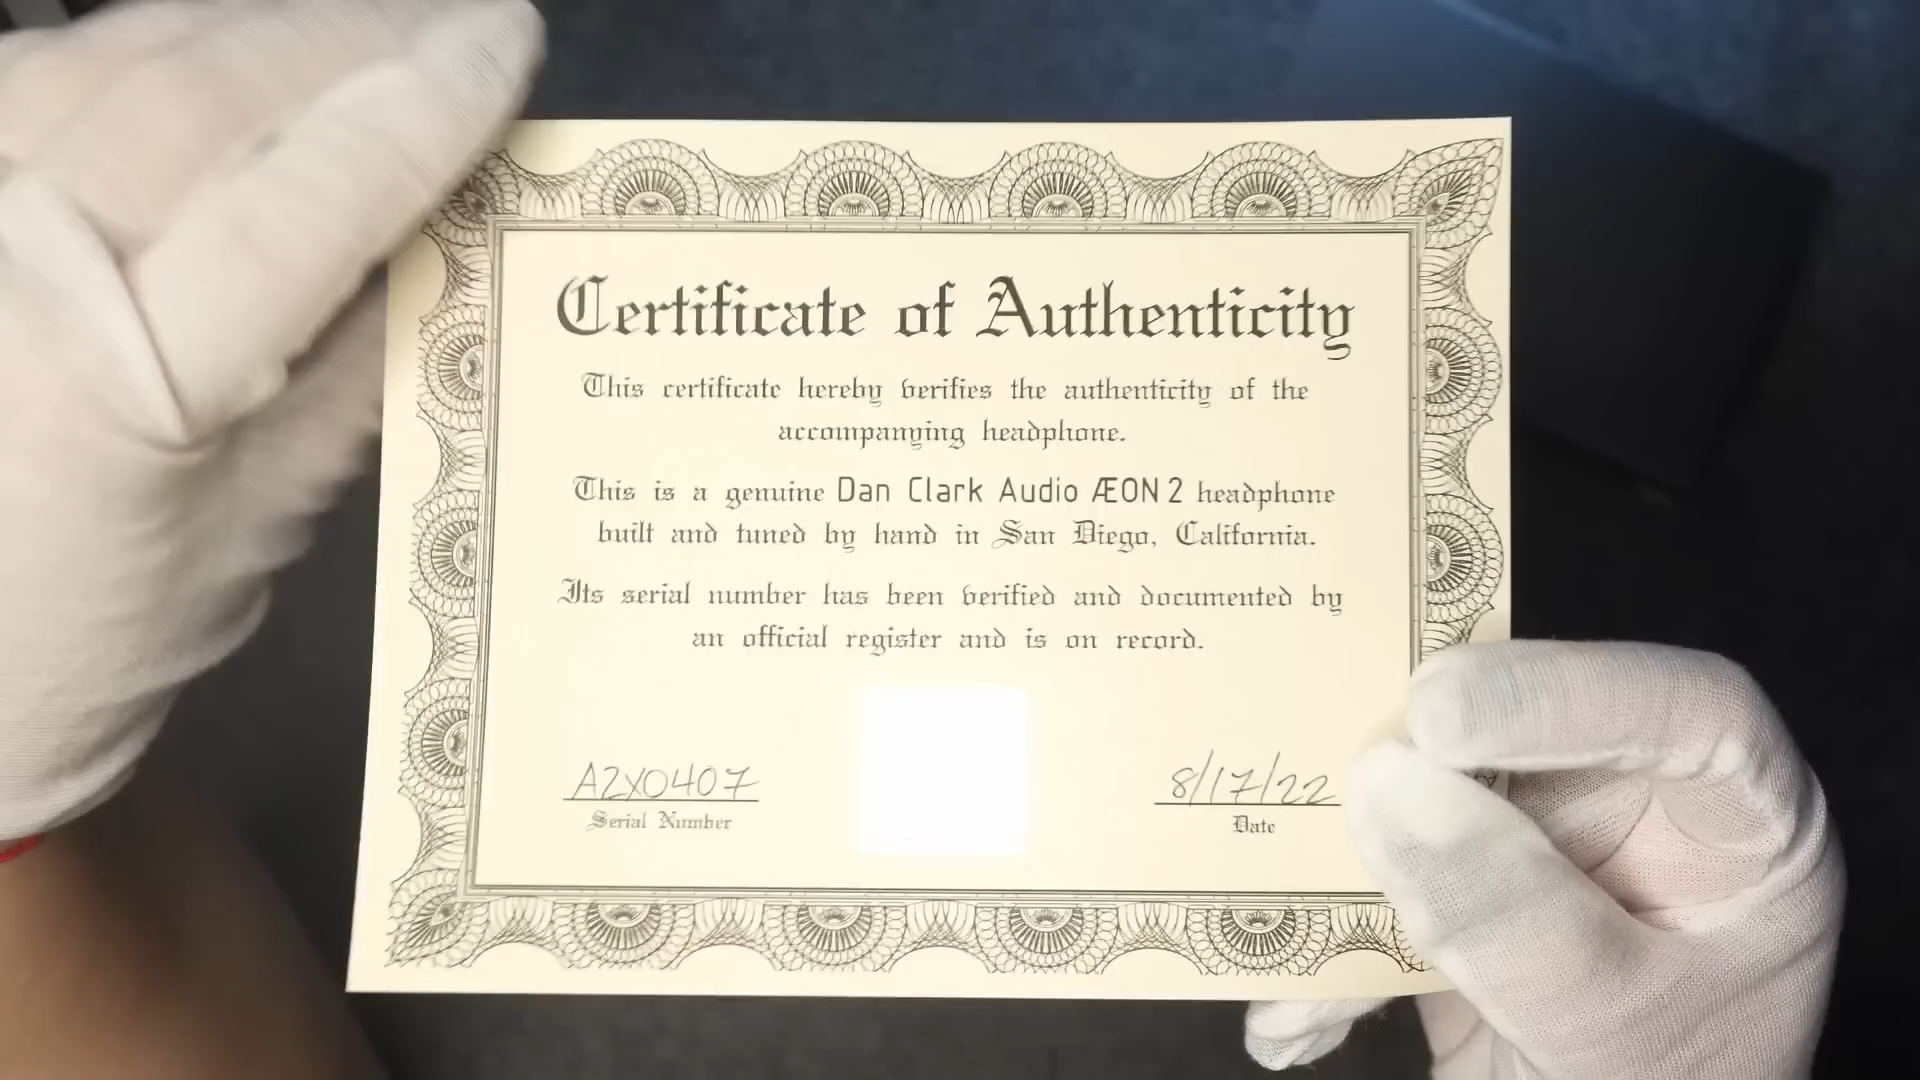 Certificate of Authenticity
This certificate hereby verifies the authenticity of the
accompanying headphone.
This is a genuine Dan Clark Audio ÆON 2 headphone
built and tuned by hand in San Diego, California.
Its serial number has been verified and documented by
an official register and is on record.
A2X0407
8/17/22
Serial Number
Date